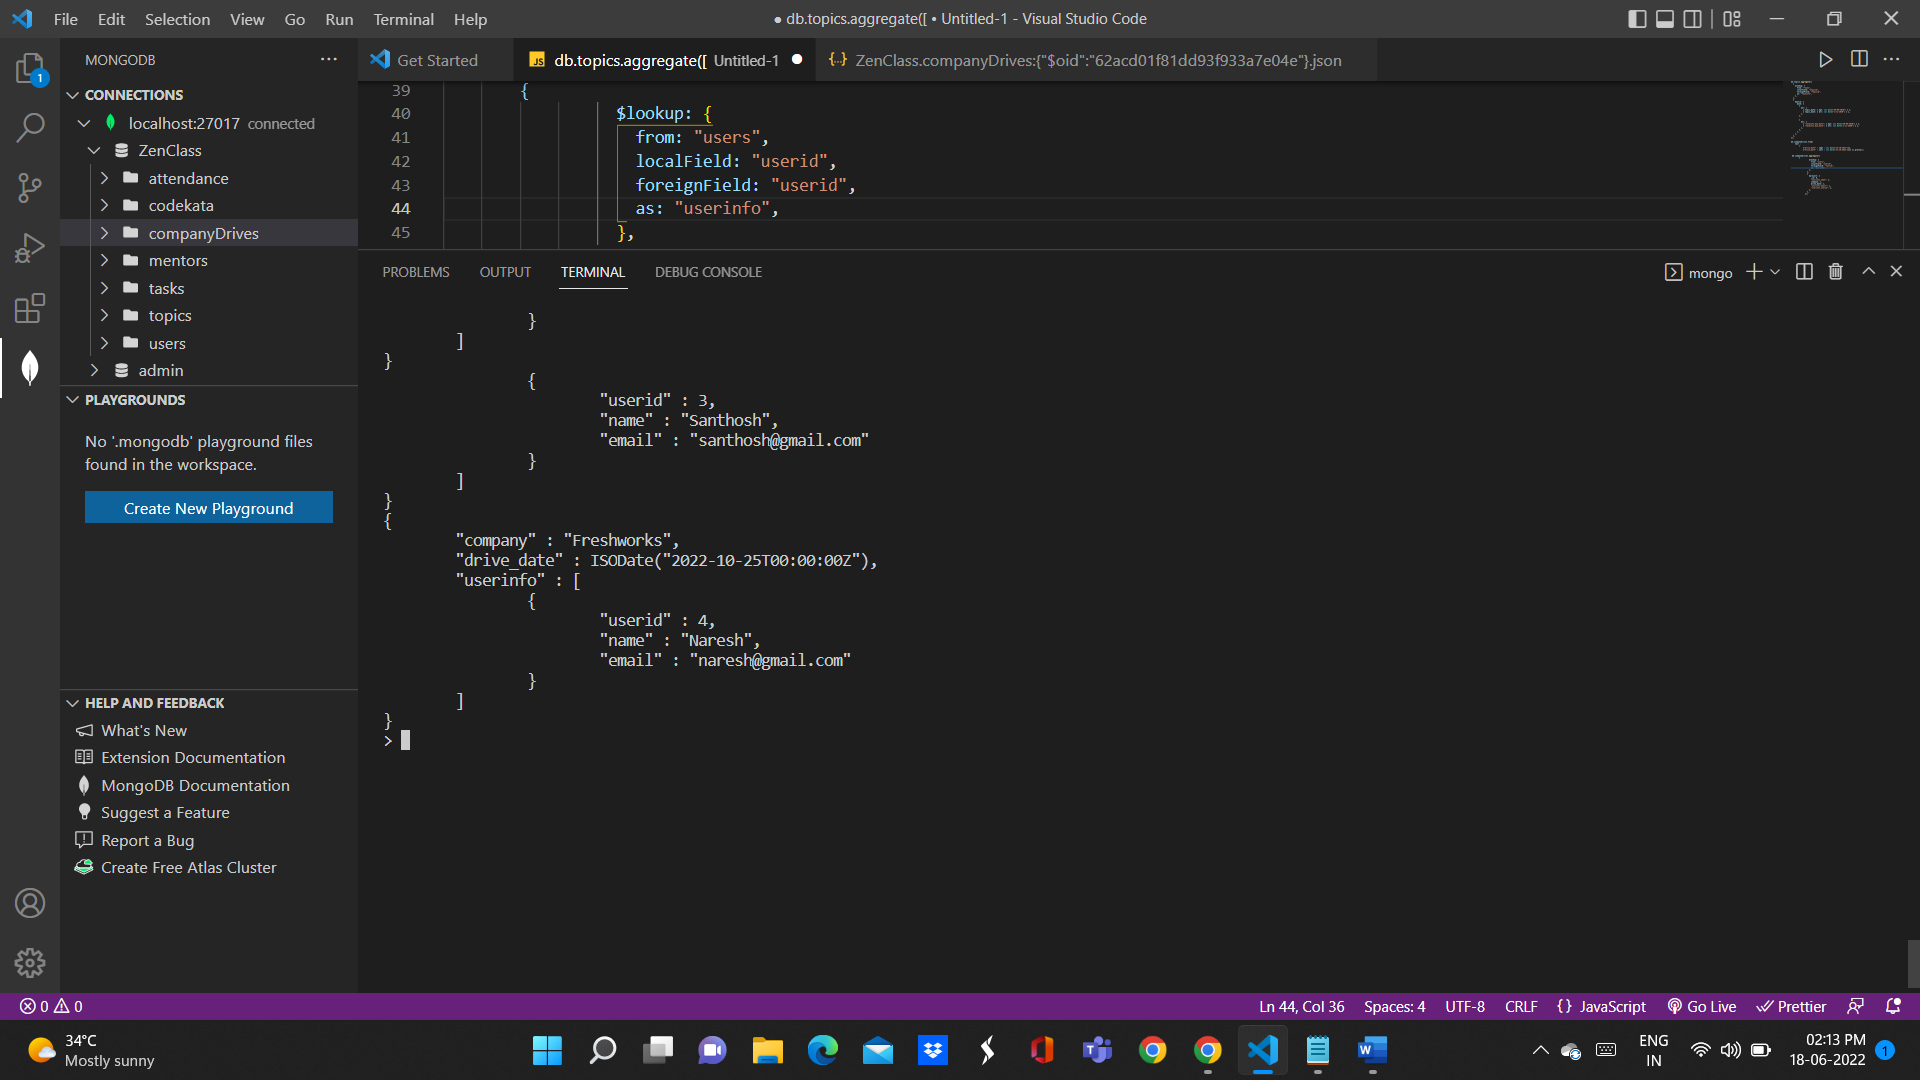 File Edit Selection View Go Run Terminal Help
● db.topics.aggregate([ • Untitled-1 - Visual Studio Code
MONGODB
Get Started
JS db.topics.aggregate([ Untitled-1 ●
{··} ZenClass.companyDrives:{"$oid":"62acd01f81dd93f933a7e04e"}.json
1
CONNECTIONS
localhost:27017 connected
ZenClass
attendance
codekata
companyDrives
mentors
tasks
topics
users
admin
PLAYGROUNDS
No '.mongodb' playground files
found in the workspace.
Create New Playground
HELP AND FEEDBACK
What's New
Extension Documentation
MongoDB Documentation
Suggest a Feature
Report a Bug
Create Free Atlas Cluster
39 {
40 $lookup: {
41 from: "users",
42 localField: "userid",
43 foreignField: "userid",
44 as: "userinfo",
45 },
PROBLEMS OUTPUT TERMINAL DEBUG CONSOLE
mongo
}
]
}
{
"userid" : 3,
"name" : "Santhosh",
"email" : "santhosh@gmail.com"
}
]
}
{
"company" : "Freshworks",
"drive_date" : ISODate("2022-10-25T00:00:00Z"),
"userinfo" : [
{
"userid" : 4,
"name" : "Naresh",
"email" : "naresh@gmail.com"
}
]
}
>
0 0
Ln 44, Col 36 Spaces: 4 UTF-8 CRLF {} JavaScript Go Live Prettier
34°C
Mostly sunny
ENG
IN
02:13 PM
18-06-2022
1